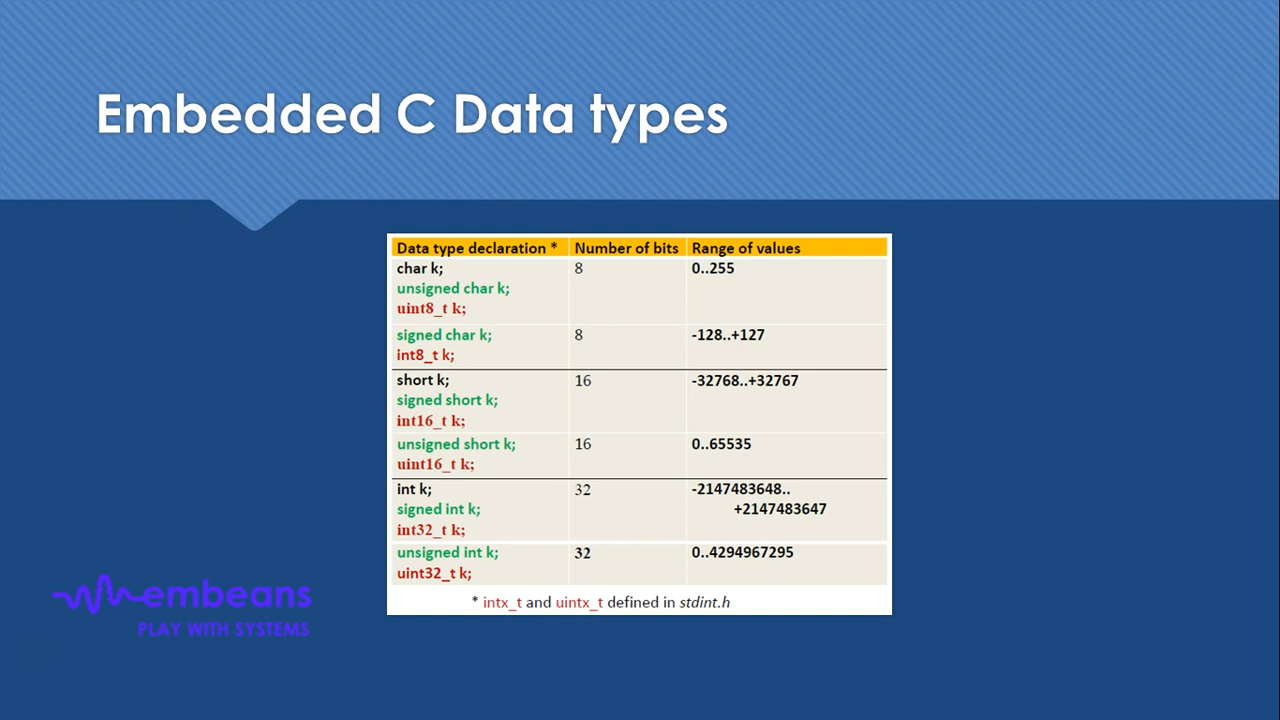 Embedded C Data types
Data type declaration * Number of bits Range of values
char k; 8 0..255
unsigned char k;
uint8_t k;
signed char k; 8 -128..+127
int8_t k;
short k; 16 -32768..+32767
signed short k;
int16_t k;
unsigned short k; 16 0..65535
uint16_t k;
int k; 32 -2147483648..
signed int k; +2147483647
int32_t k;
unsigned int k; 32 0..4294967295
uint32_t k;
* intx_t and uintx_t defined in stdint.h
embeans
PLAY WITH SYSTEMS